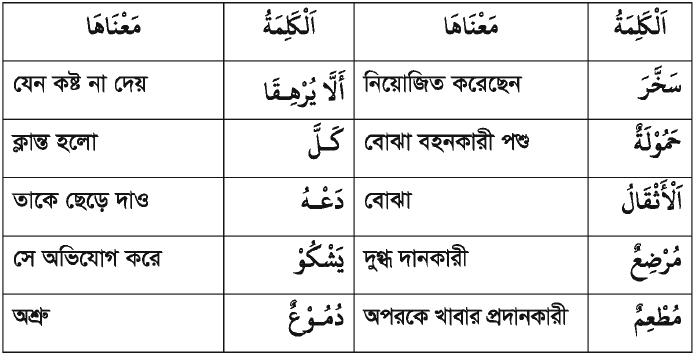 اَلْكَلِمَةُ مَعْنَاهَا اَلْكَلِمَةُ مَعْنَاهَا
سَخَّرَ নিয়োজিত করেছেন أَلَّا يُرْهِقَا যেন কষ্ট না দেয়
حَمُوْلَةٌ বোঝা বহনকারী পশু كَلَّ ক্লান্ত হলো
اَلْأَثْقَالُ বোঝা دَعْهُ তাকে ছেড়ে দাও
مُرْضِعٌ দুগ্ধ দানকারী يَشْكُوْ সে অভিযোগ করে
مُطْعِمٌ অপরকে খাবার প্রদানকারী دُمُوْعٌ অশ্রু